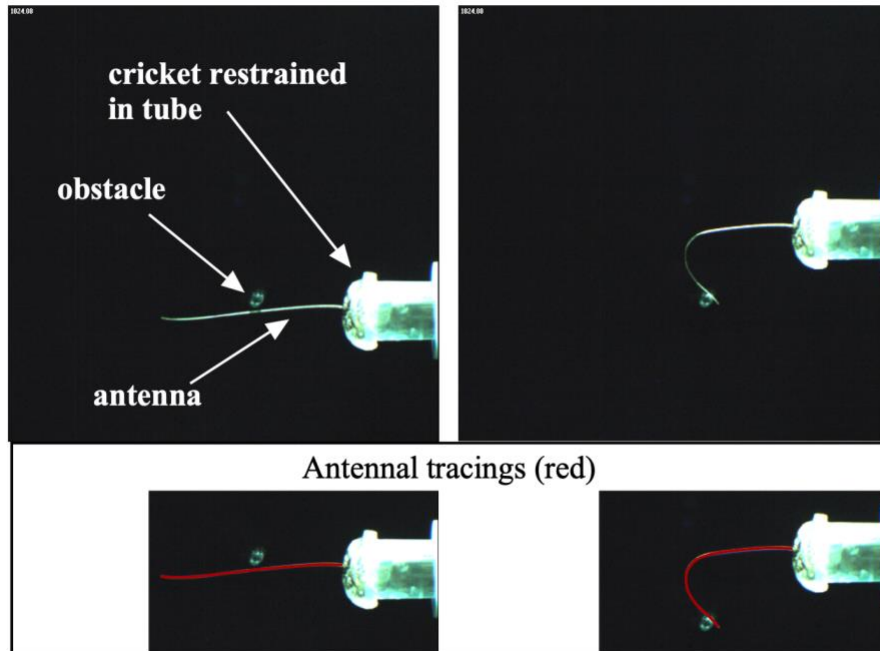 1024.00
1024.00
cricket restrained
in tube
obstacle
antenna
Antennal tracings (red)